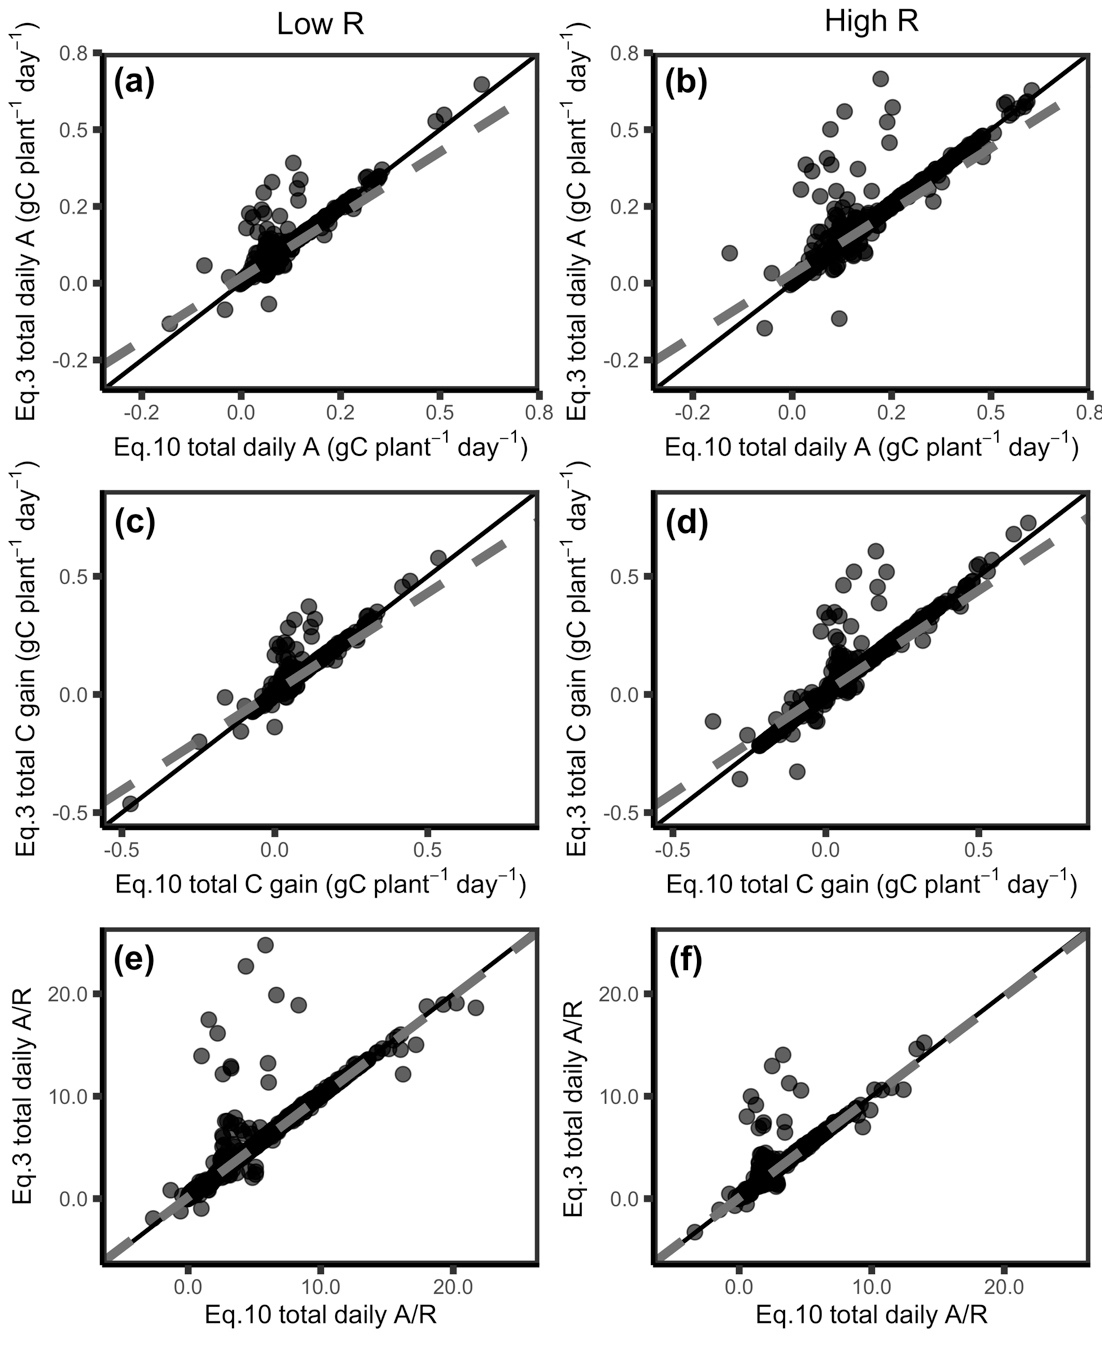 Low R
High R
(a)
Eq.3 total daily A (gC plant⁻¹ day⁻¹)
0.8
0.5
0.2
0.0
-0.2
-0.2 0.0 0.2 0.5 0.8
Eq.10 total daily A (gC plant⁻¹ day⁻¹)
(b)
Eq.3 total daily A (gC plant⁻¹ day⁻¹)
0.8
0.5
0.2
0.0
-0.2
-0.2 0.0 0.2 0.5 0.8
Eq.10 total daily A (gC plant⁻¹ day⁻¹)
(c)
Eq.3 total C gain (gC plant⁻¹ day⁻¹)
0.5
0.0
-0.5
-0.5 0.0 0.5
Eq.10 total C gain (gC plant⁻¹ day⁻¹)
(d)
Eq.3 total C gain (gC plant⁻¹ day⁻¹)
0.5
0.0
-0.5
-0.5 0.0 0.5
Eq.10 total C gain (gC plant⁻¹ day⁻¹)
(e)
Eq.3 total daily A/R
20.0
10.0
0.0
0.0 10.0 20.0
Eq.10 total daily A/R
(f)
Eq.3 total daily A/R
20.0
10.0
0.0
0.0 10.0 20.0
Eq.10 total daily A/R